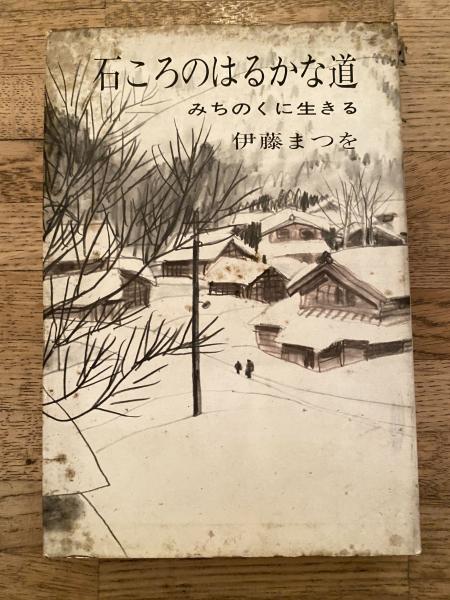 石ころのはるかな道
みちのくに生きる
伊藤まつを